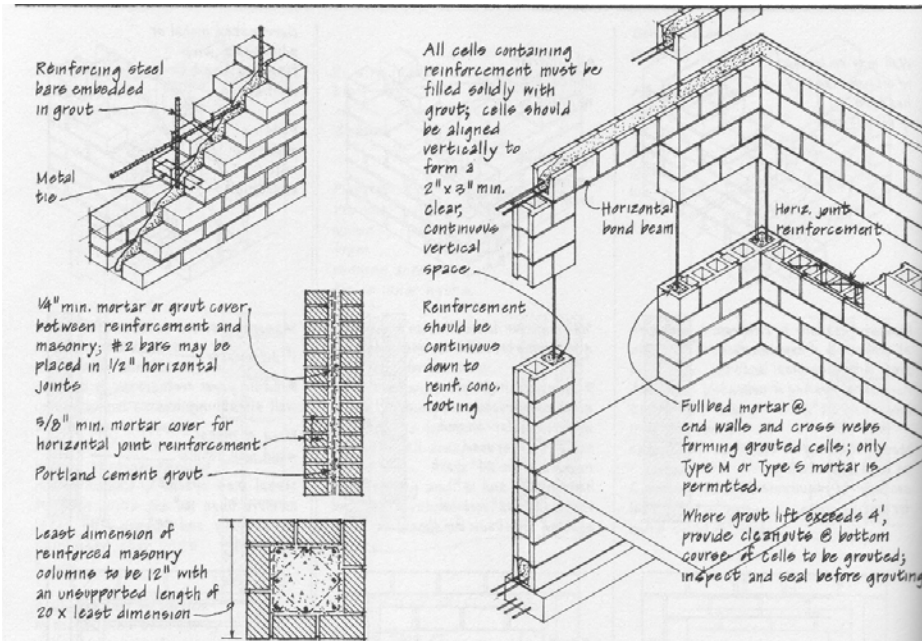 Reinforcing steel
bars embedded
in grout
Metal
tie
1/4" min. mortar or grout cover
between reinforcement and
masonry; #2 bars may be
placed in 1/2" horizontal
joints
5/8" min. mortar cover for
horizontal joint reinforcement
Portland cement grout
Least dimension of
reinforced masonry
columns to be 12" with
an unsupported length of
20 x least dimension
All cells containing
reinforcement must be
filled solidly with
grout; cells should
be aligned
vertically to
form a
2" x 3" min.
clear,
continuous
vertical
space
Reinforcement
should be
continuous
down to
reinf. conc.
footing
Horizontal
bond beam
Horiz. joint
reinforcement
Full bed mortar @
end walls and cross webs
forming grouted cells; only
Type M or Type S mortar is
permitted.
Where grout lift exceeds 4',
provide cleanouts @ bottom
course of cells to be grouted;
inspect and seal before grouting